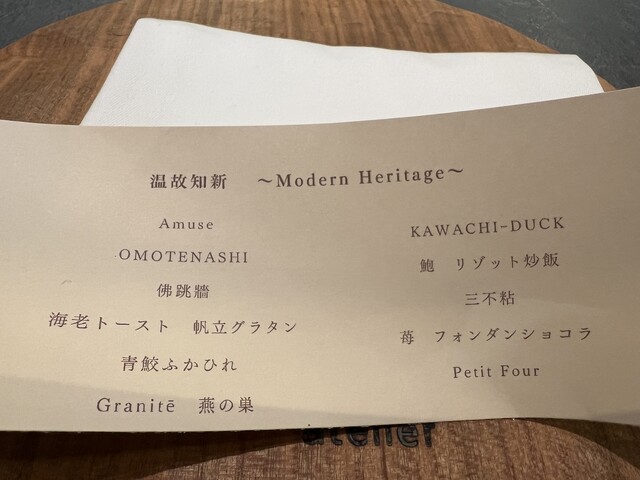 温故知新 〜Modern Heritage〜
Amuse
OMOTENASHI
佛跳牆
海老トースト 帆立グラタン
青鮫ふかひれ
Granitē 燕の巣
KAWACHI-DUCK
鮑 リゾット炒飯
三不粘
苺 フォンダンショコラ
Petit Four
atelier